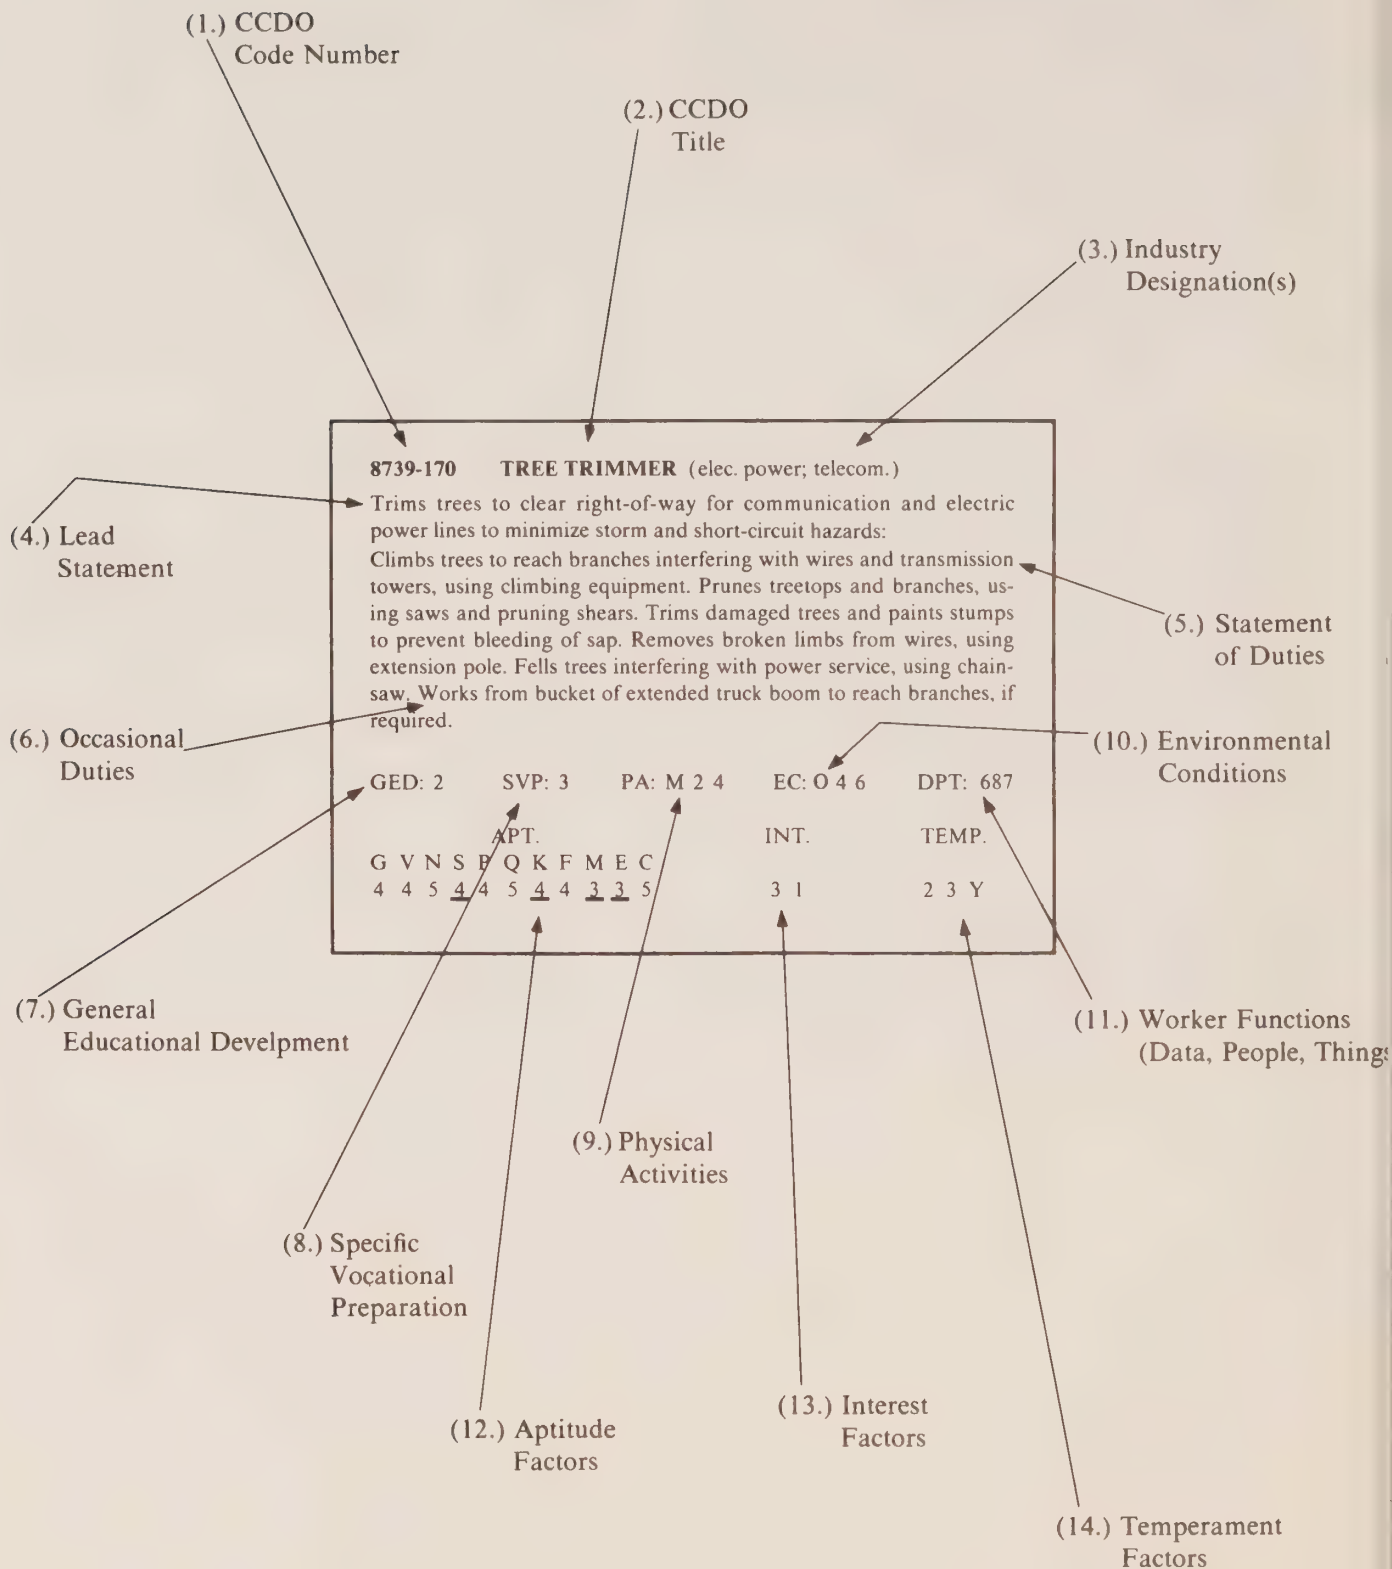 (1.) CCDO
Code Number
(2.) CCDO
Title
(3.) Industry
Designation(s)
8739-170 TREE TRIMMER (elec. power; telecom.)
Trims trees to clear right-of-way for communication and electric
power lines to minimize storm and short-circuit hazards:
Climbs trees to reach branches interfering with wires and transmission
towers, using climbing equipment. Prunes treetops and branches, us-
ing saws and pruning shears. Trims damaged trees and paints stumps
to prevent bleeding of sap. Removes broken limbs from wires, using
extension pole. Fells trees interfering with power service, using chain-
saw. Works from bucket of extended truck boom to reach branches, if
required.
GED: 2 SVP: 3 PA: M 2 4 EC: O 4 6 DPT: 687
APT. INT. TEMP.
G V N S P Q K F M E C
4 4 5 4 4 5 4 4 3 3 5 3 1 2 3 Y
(4.) Lead
Statement
(5.) Statement
of Duties
(6.) Occasional
Duties
(10.) Environmental
Conditions
(7.) General
Educational Develpment
(11.) Worker Functions
(Data, People, Things
(9.) Physical
Activities
(8.) Specific
Vocational
Preparation
(12.) Aptitude
Factors
(13.) Interest
Factors
(14.) Temperament
Factors